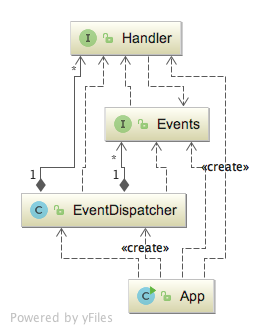 I Handler
*
I Events
«create»
1 * 1
C EventDispatcher
«create»
C App
Powered by yFiles